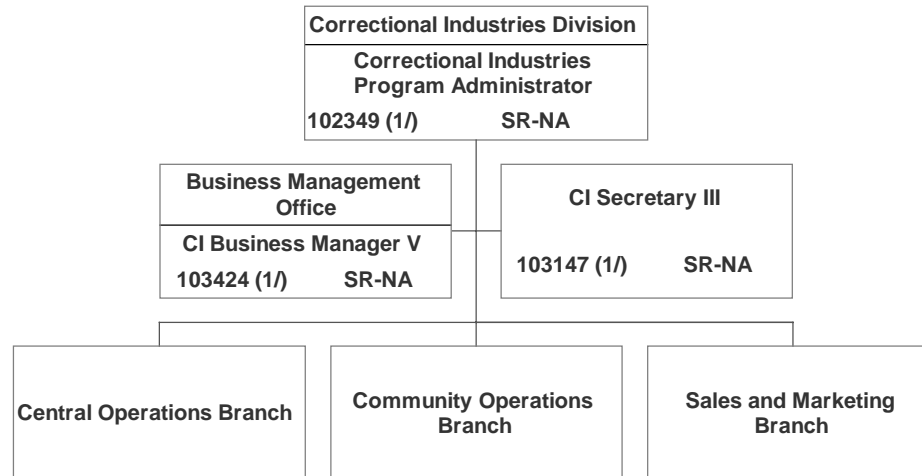 Correctional Industries Division
Correctional Industries
Program Administrator
102349 (1/) SR-NA
Business Management
Office
CI Business Manager V
103424 (1/) SR-NA
CI Secretary III
103147 (1/) SR-NA
Central Operations Branch
Community Operations
Branch
Sales and Marketing
Branch